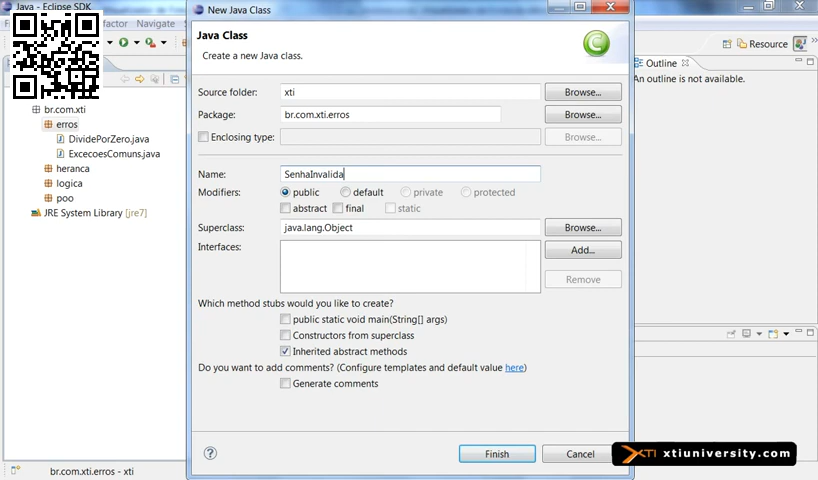 Java - Eclipse SDK
factor Navigate
Resource
br.com.xti
erros
DividePorZero.java
ExcecoesComuns.java
heranca
logica
poo
JRE System Library [jre7]
br.com.xti.erros - xti
New Java Class
Java Class
Create a new Java class.
Source folder: xti Browse...
Package: br.com.xti.erros Browse...
Enclosing type: Browse...
Name: SenhaInvalida
Modifiers: public default private protected
abstract final static
Superclass: java.lang.Object Browse...
Interfaces: Add...
Remove
Which method stubs would you like to create?
public static void main(String[] args)
Constructors from superclass
Inherited abstract methods
Do you want to add comments? (Configure templates and default value here)
Generate comments
? Finish Cancel
Outline
An outline is not available.
XTI xtiuniversity.com